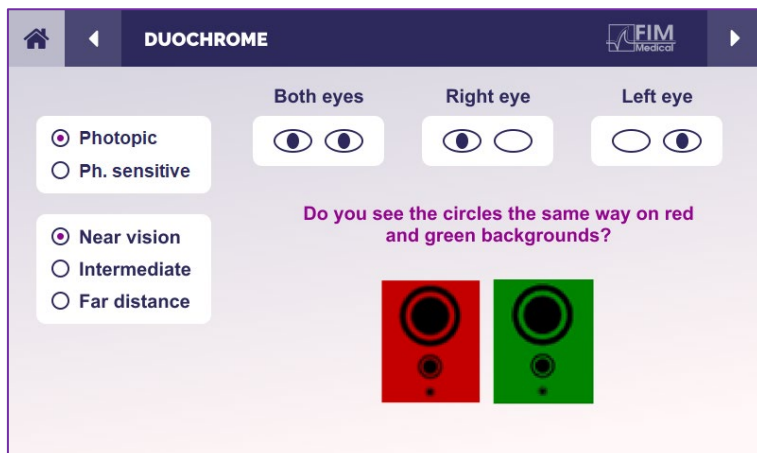 DUOCHROME
FIM
Medical
Both eyes
Right eye
Left eye
Photopic
Ph. sensitive
Near vision
Intermediate
Far distance
Do you see the circles the same way on red
and green backgrounds?